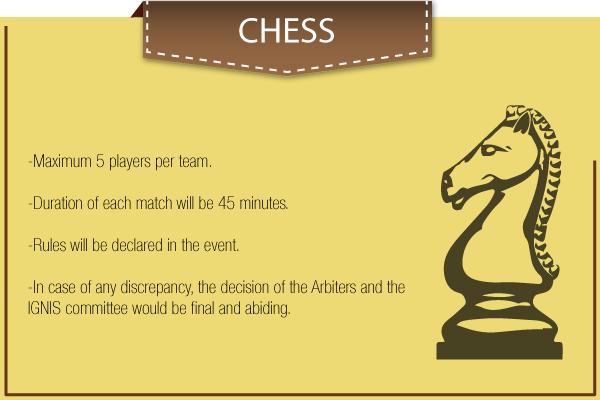 CHESS
-Maximum 5 players per team.
-Duration of each match will be 45 minutes.
-Rules will be declared in the event.
-In case of any discrepancy, the decision of the Arbiters and the
IGNIS committee would be final and abiding.